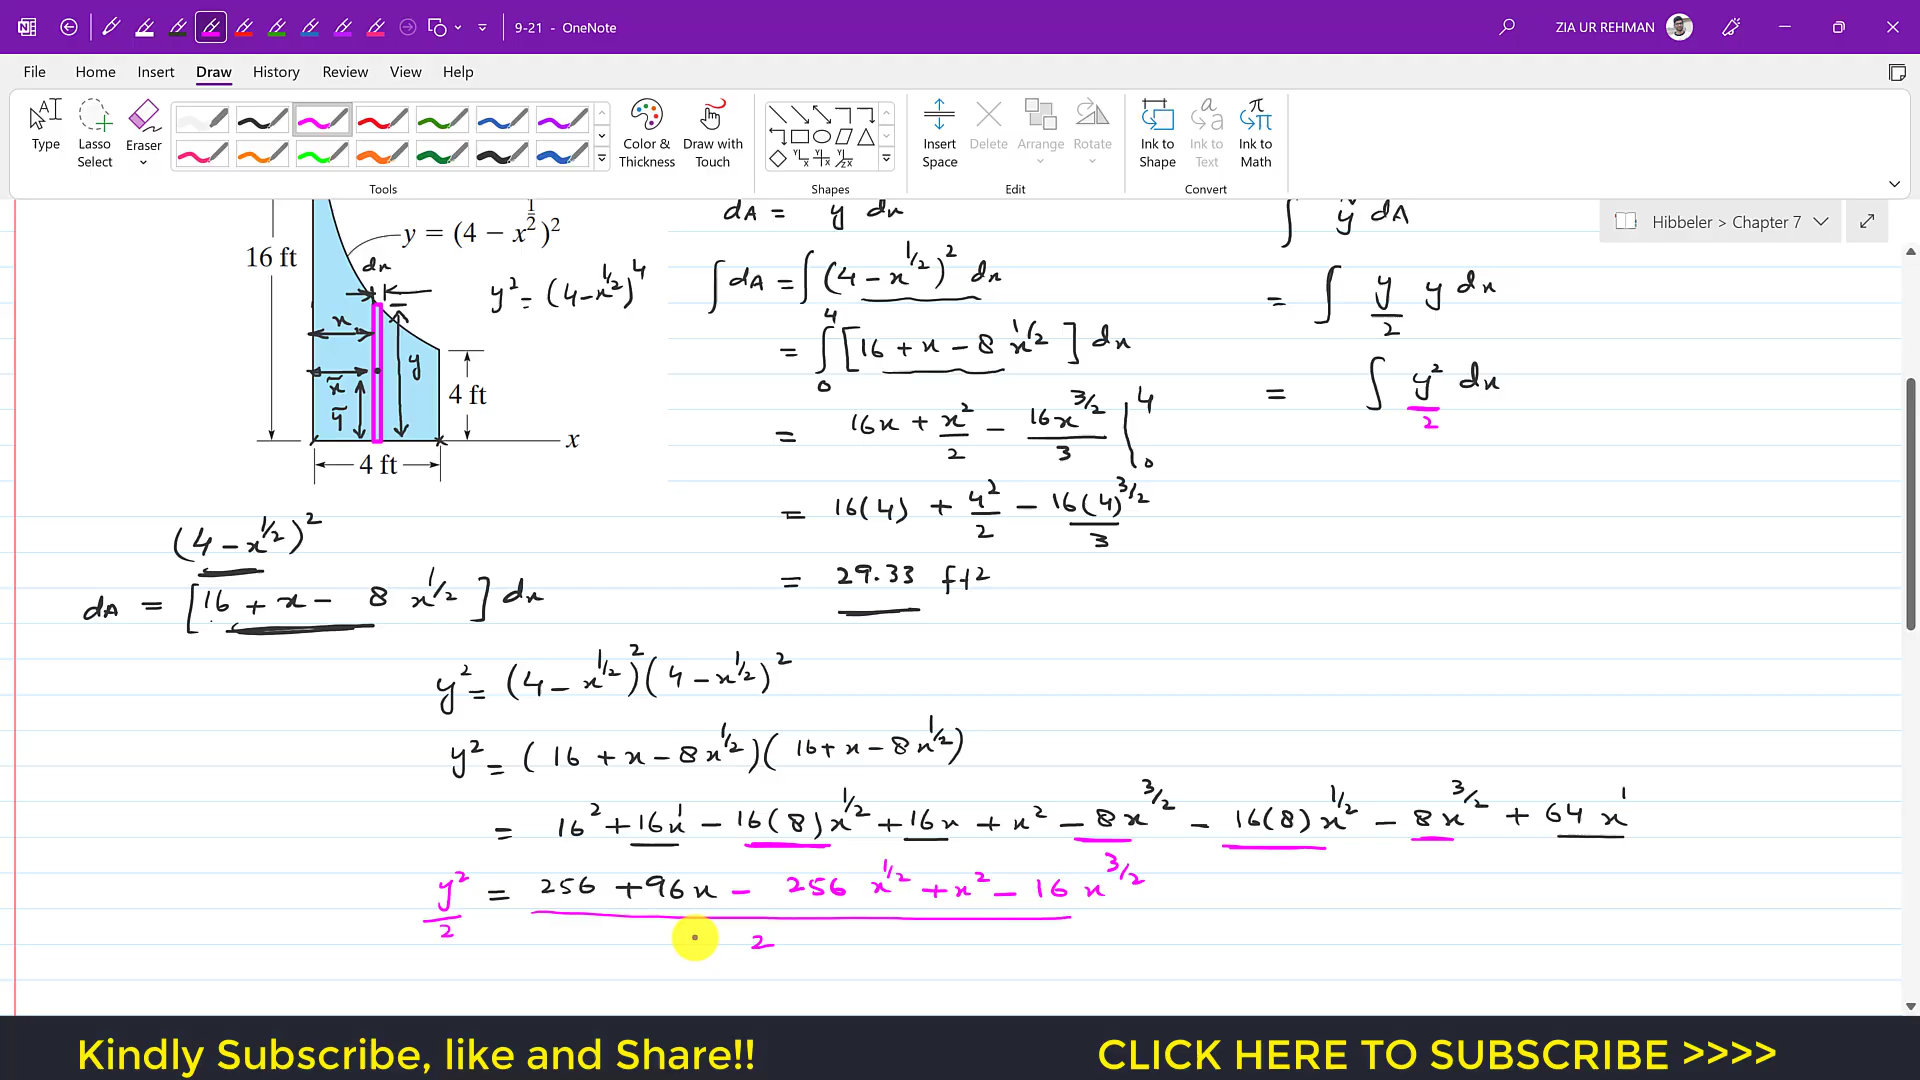 9-21 - OneNote
ZIA UR REHMAN
File Home Insert Draw History Review View Help
Type
Lasso Select
Eraser
Color & Thickness
Draw with Touch
Insert Space
Delete
Arrange
Rotate
Ink to Shape
Ink to Text
Ink to Math
Tools
Shapes
Edit
Convert
Hibbeler > Chapter 7
16 ft
y = (4 − x^{1/2})^2
dx
y^2 = (4-x^{1/2})^4
x
x̃
ỹ
y
4 ft
x
4 ft
(4-x^{1/2})^2
dA = [16 + x - 8 x^{1/2}] dx
dA = y dx
∫dA = ∫(4-x^{1/2})^2 dx
= ∫_0^4 [16 + x - 8 x^{1/2}] dx
= 16x + x^2/2 - 16x^{3/2}/3 |_0^4
= 16(4) + 4^2/2 - 16(4)^{3/2}/3
= 29.33 ft2
∫ ỹ dA
= ∫ y/2 y dx
= ∫ y^2/2 dx
y^2 = (4-x^{1/2})^2(4-x^{1/2})^2
y^2 = (16 + x - 8x^{1/2})(16+x-8x^{1/2})
= 16^2 + 16x^1 - 16(8)x^{1/2} + 16x + x^2 - 8x^{3/2} - 16(8)x^{1/2} - 8x^{3/2} + 64x^1
y^2/2 = 256 + 96x - 256 x^{1/2} + x^2 - 16 x^{3/2} / 2
Kindly Subscribe, like and Share!!
CLICK HERE TO SUBSCRIBE >>>>